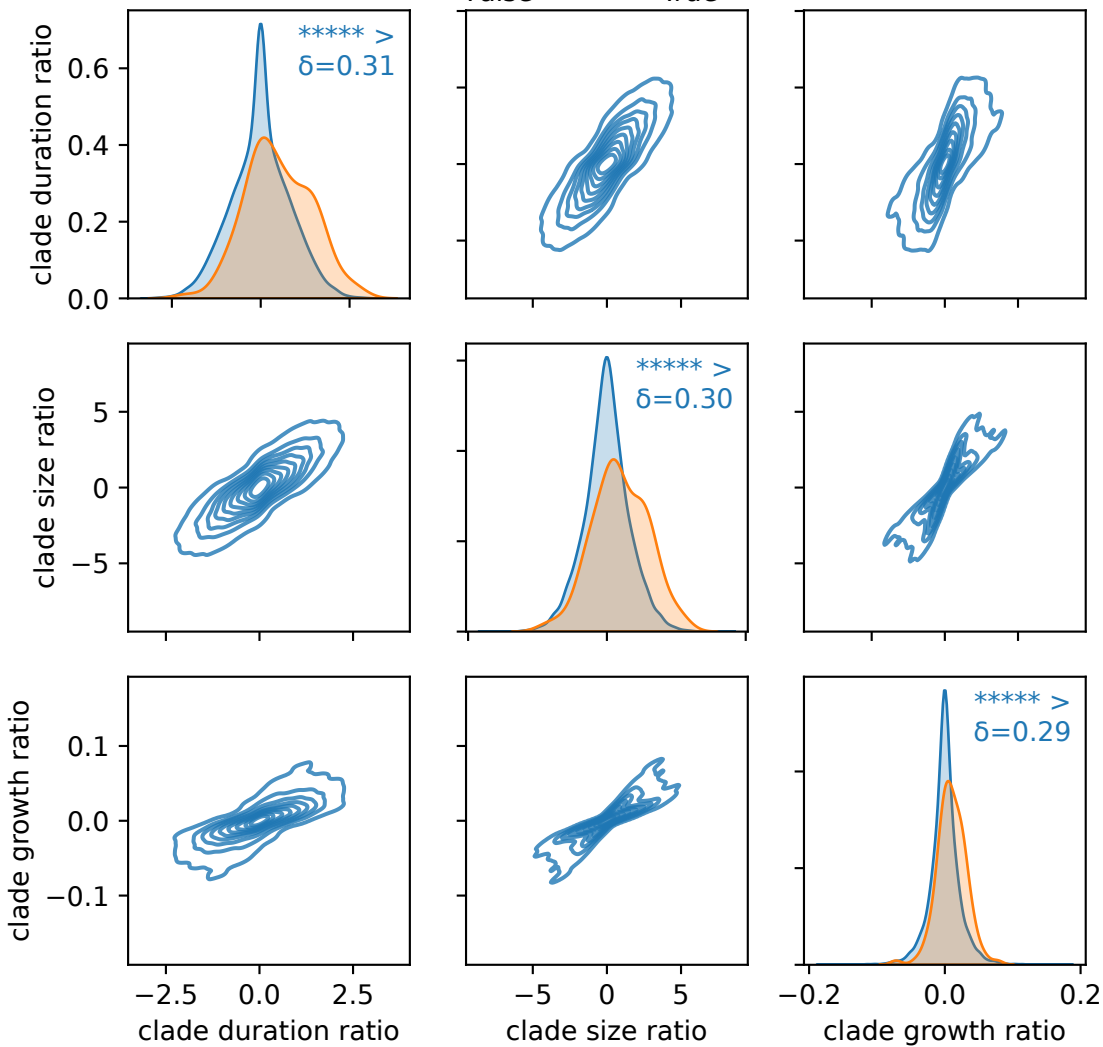 ***** >
δ=0.31
clade duration ratio
0.6
0.4
0.2
0.0
***** >
δ=0.30
clade size ratio
5
0
−5
***** >
δ=0.29
clade growth ratio
0.1
0.0
−0.1
−2.5 0.0 2.5 −5 0 5 −0.2 0.0 0.2
clade duration ratio clade size ratio clade growth ratio